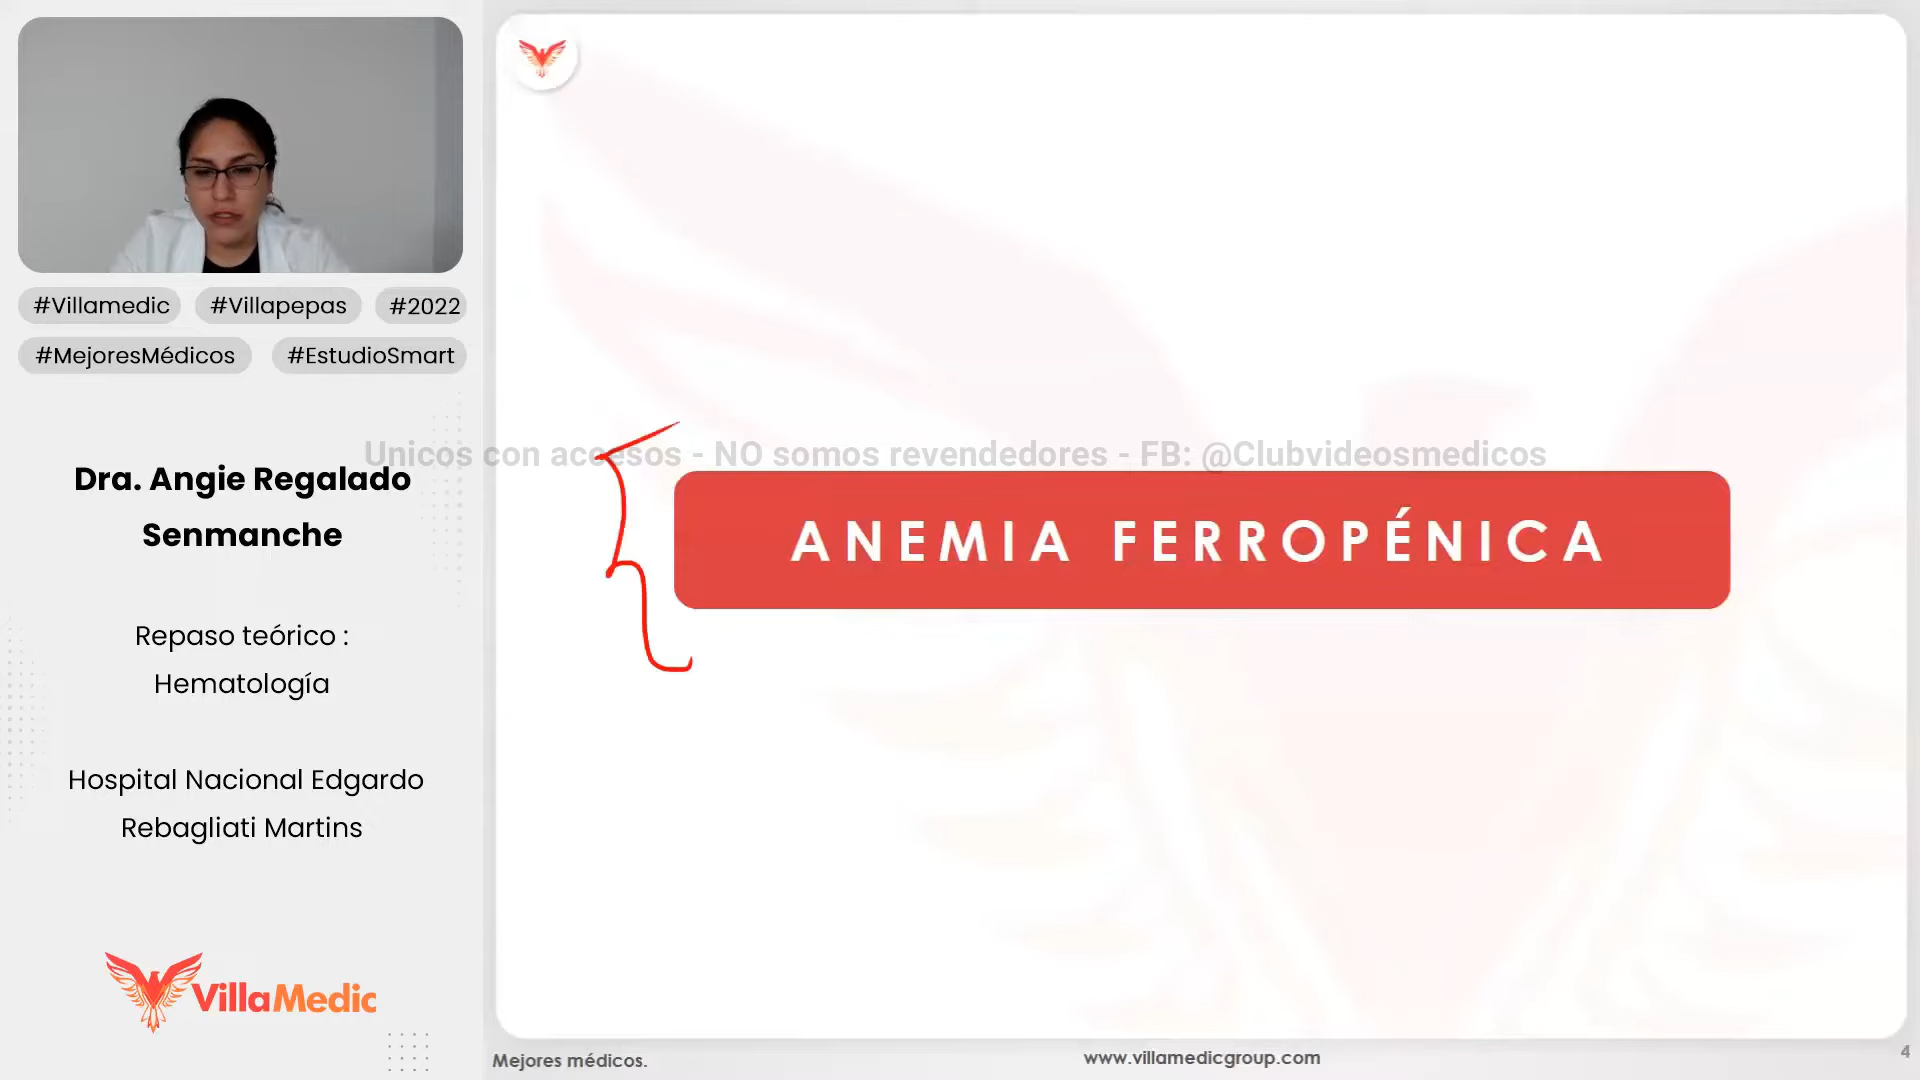 #Villamedic #Villapepas #2022
#MejoresMédicos #EstudioSmart
Dra. Angie Regalado
Senmanche
Repaso teórico :
Hematología
Hospital Nacional Edgardo
Rebagliati Martins
VillaMedic
Unicos con accesos - NO somos revendedores - FB: @Clubvideosmedicos
ANEMIA FERROPÉNICA
Mejores médicos.
www.villamedicgroup.com
4